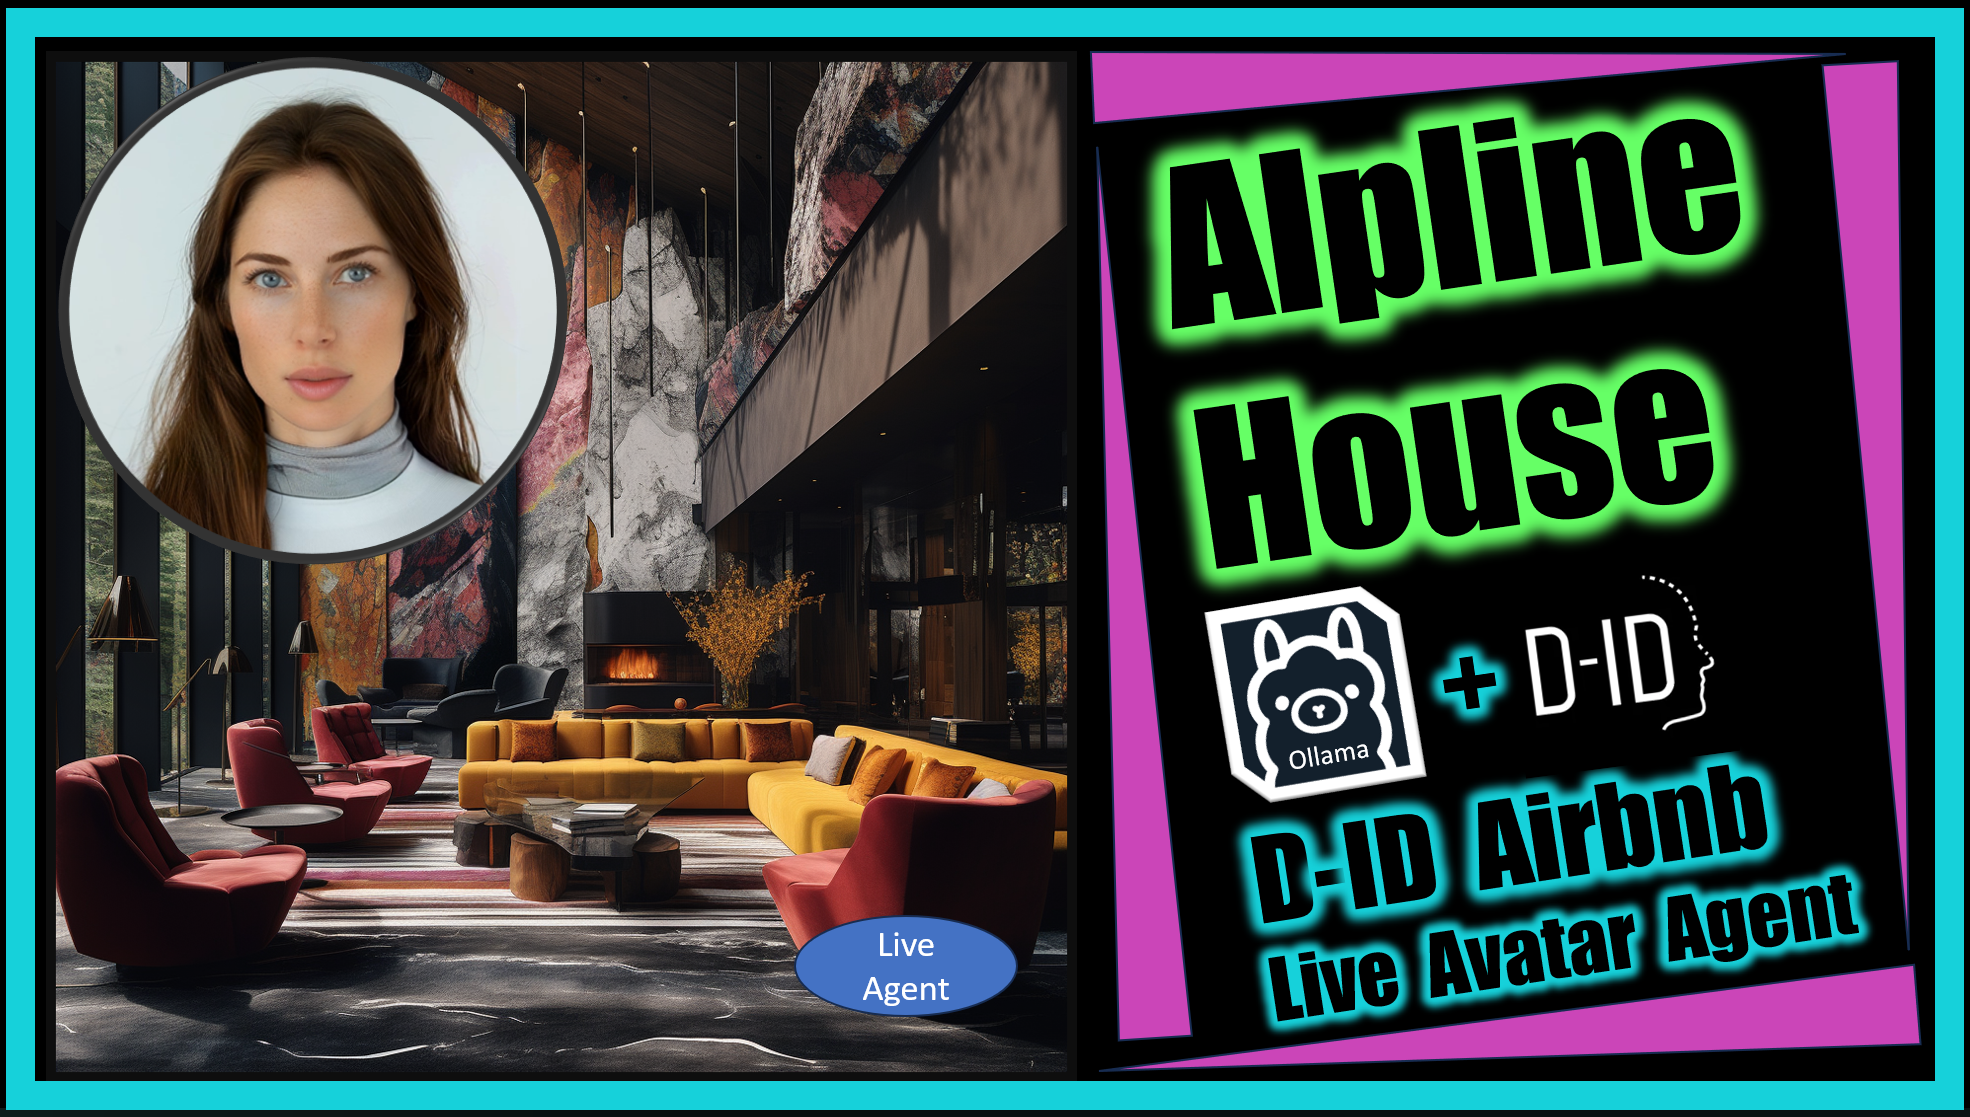 Alpline
House
Ollama
+
D-ID
D-ID Airbnb
Live Avatar Agent
Live
Agent